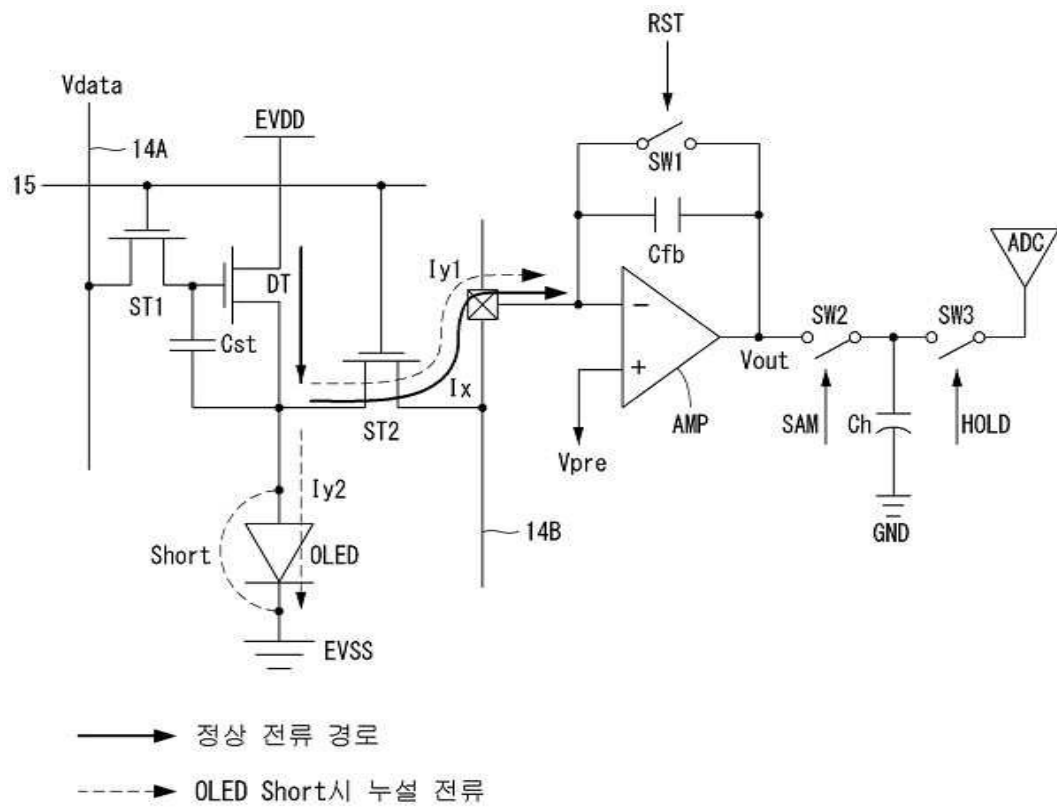 RST
Vdata
EVDD
14A
SW1
15
ADC
Iy1
Cfb
DT
ST1
SW2
SW3
Cst
Vout
Ix
AMP
SAM
Ch
HOLD
ST2
Vpre
Iy2
14B
GND
Short
OLED
EVSS
정상 전류 경로
OLED Short시 누설 전류